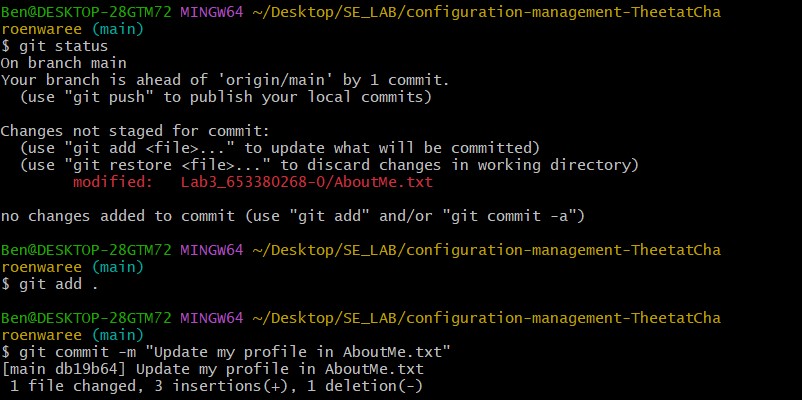 Ben@DESKTOP-28GTM72 MINGW64 ~/Desktop/SE_LAB/configuration-management-TheetatCha
roenwaree (main)
$ git status
On branch main
Your branch is ahead of 'origin/main' by 1 commit.
  (use "git push" to publish your local commits)

Changes not staged for commit:
  (use "git add <file>..." to update what will be committed)
  (use "git restore <file>..." to discard changes in working directory)
        modified:   Lab3_653380268-0/AboutMe.txt

no changes added to commit (use "git add" and/or "git commit -a")

Ben@DESKTOP-28GTM72 MINGW64 ~/Desktop/SE_LAB/configuration-management-TheetatCha
roenwaree (main)
$ git add .

Ben@DESKTOP-28GTM72 MINGW64 ~/Desktop/SE_LAB/configuration-management-TheetatCha
roenwaree (main)
$ git commit -m "Update my profile in AboutMe.txt"
[main db19b64] Update my profile in AboutMe.txt
 1 file changed, 3 insertions(+), 1 deletion(-)